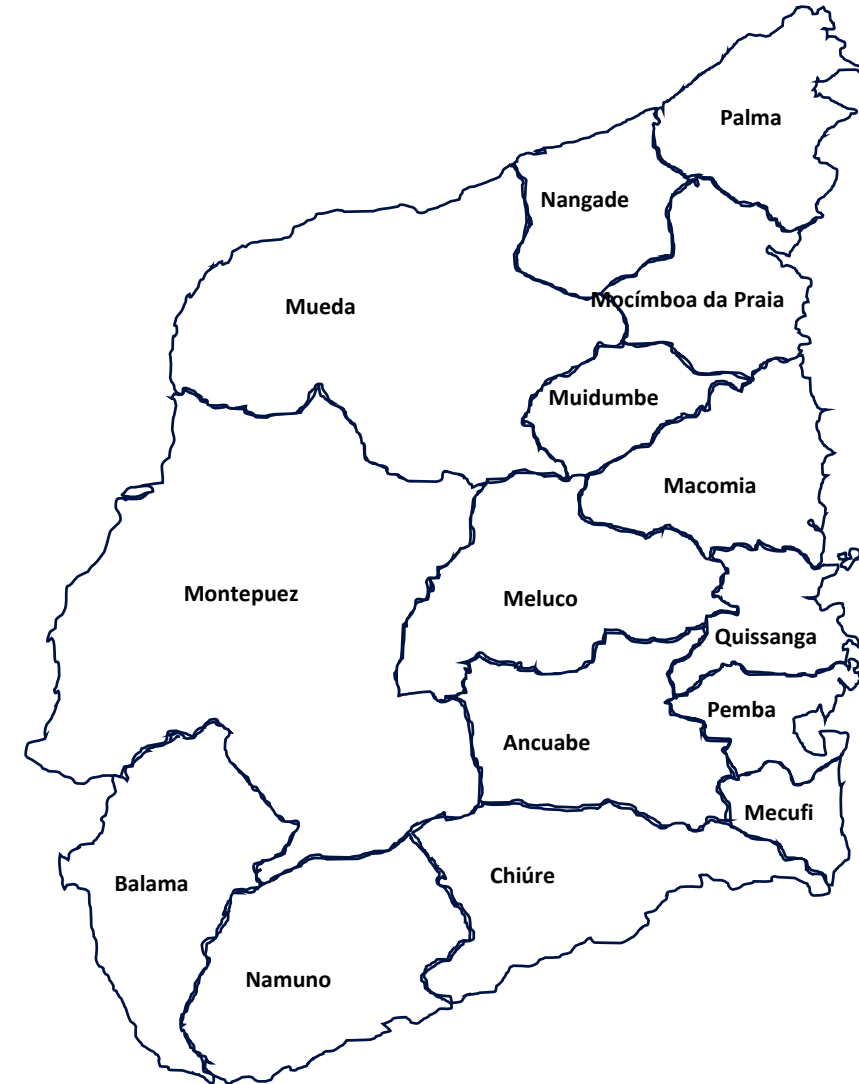 Palma
Nangade
Mocímboa da Praia
Mueda
Muidumbe
Macomia
Montepuez
Meluco
Quissanga
Pemba
Ancuabe
Mecufi
Chiúre
Balama
Namuno